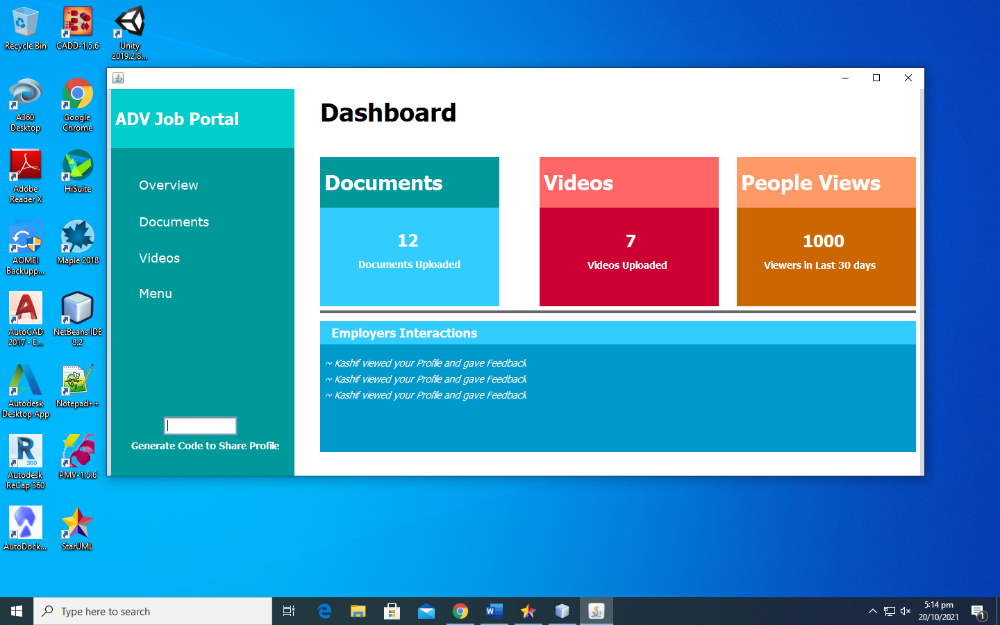 Recycle Bin
CADD-1.5.6
Unity
2019.2.8...
A360
Desktop
Google
Chrome
Adobe
Reader X
HiSuite
AOMEI
Backupp...
Maple 2018
AutoCAD
2017 - E...
NetBeans IDE
8.2
Autodesk
Desktop App
Notepad++
Autodesk
ReCap 360
PMV-1.5.6
AutoDock...
StarUML
ADV Job Portal
Overview
Documents
Videos
Menu
Generate Code to Share Profile
Dashboard
Documents
12
Documents Uploaded
Videos
7
Videos Uploaded
People Views
1000
Viewers in Last 30 days
Employers Interactions
~ Kashif viewed your Profile and gave Feedback
~ Kashif viewed your Profile and gave Feedback
~ Kashif viewed your Profile and gave Feedback
Type here to search
5:14 pm
20/10/2021
1